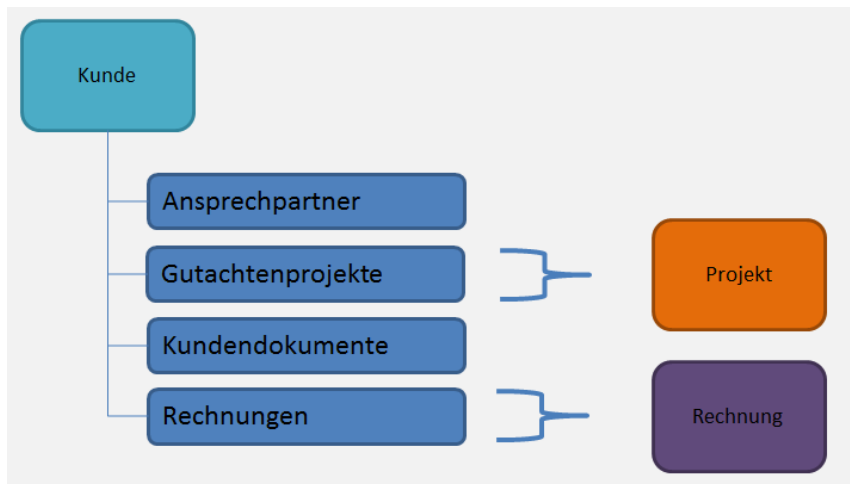 Kunde
Ansprechpartner
Gutachtenprojekte
Projekt
Kundendokumente
Rechnungen
Rechnung